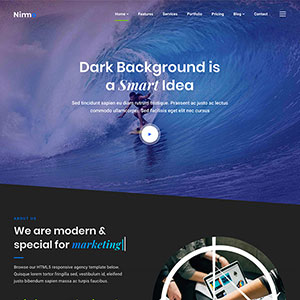 Nirm
Home Features Services Portfolio Pricing Blog Contact
Dark Background is
a Smart Idea
Sed tincidunt sapien eu diam rutrum tristique. Praesent ac justo ac lectus
commodo ullamcorper. Sed facilisis eget elit nec cursus
ABOUT US
We are modern &
special for marketing
Browse our HTML5 responsive agency template below.
Quisque lorem tortor fringilla sed, vestibulum id, eleifend
justo bibendum sapien massa ac turpis faucibus.